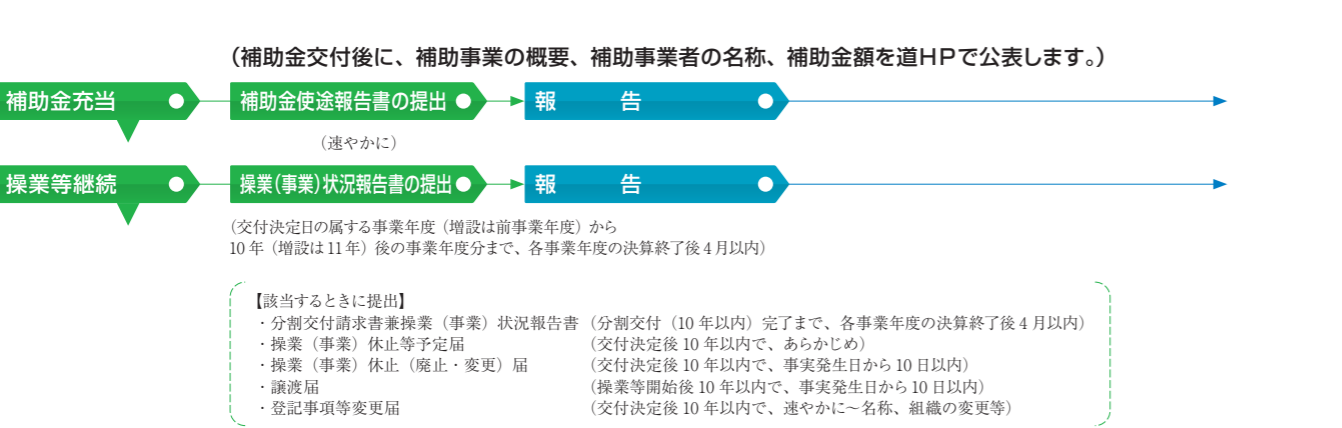 （補助金交付後に、補助事業の概要、補助事業者の名称、補助金額を道HPで公表します。）
補助金充当 補助金使途報告書の提出 報 告
（速やかに）
操業等継続 操業（事業）状況報告書の提出 報 告
（交付決定日の属する事業年度（増設は前事業年度）から
10年（増設は11年）後の事業年度分まで、各事業年度の決算終了後4月以内）
【該当するときに提出】
・分割交付請求書兼操業（事業）状況報告書（分割交付（10年以内）完了まで、各事業年度の決算終了後4月以内）
・操業（事業）休止等予定届 （交付決定後10年以内で、あらかじめ）
・操業（事業）休止（廃止・変更）届 （交付決定後10年以内で、事実発生日から10日以内）
・譲渡届 （操業等開始後10年以内で、事実発生日から10日以内）
・登記事項等変更届 （交付決定後10年以内で、速やかに～名称、組織の変更等）